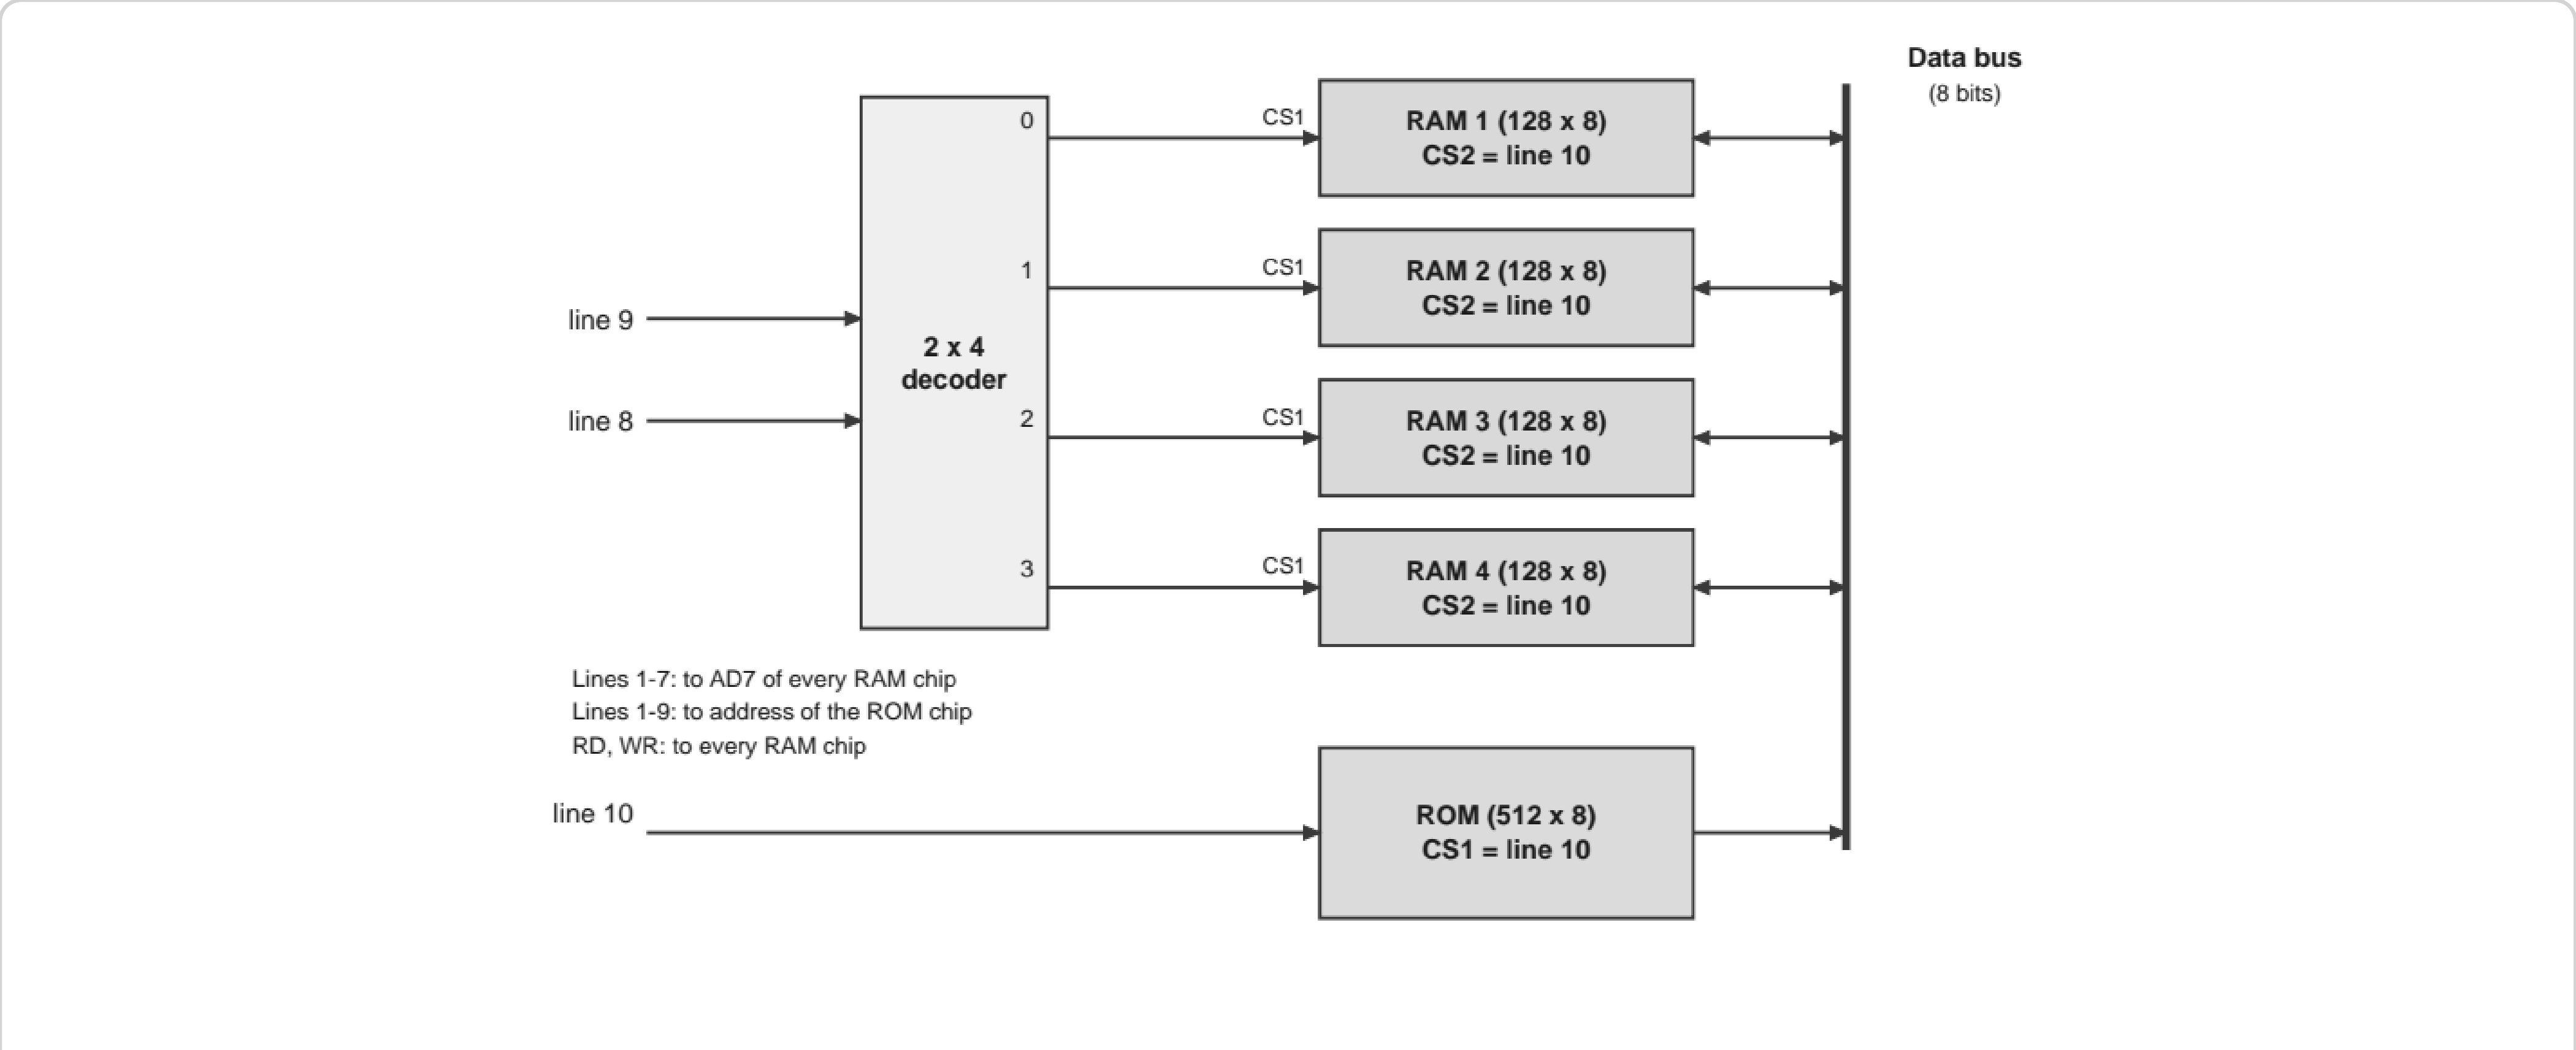 Data bus
(8 bits)
0
CS1
RAM 1 (128 x 8)
CS2 = line 10
1
CS1
RAM 2 (128 x 8)
CS2 = line 10
line 9
2 x 4
decoder
line 8
2
CS1
RAM 3 (128 x 8)
CS2 = line 10
3
CS1
RAM 4 (128 x 8)
CS2 = line 10
Lines 1-7: to AD7 of every RAM chip
Lines 1-9: to address of the ROM chip
RD, WR: to every RAM chip
line 10
ROM (512 x 8)
CS1 = line 10